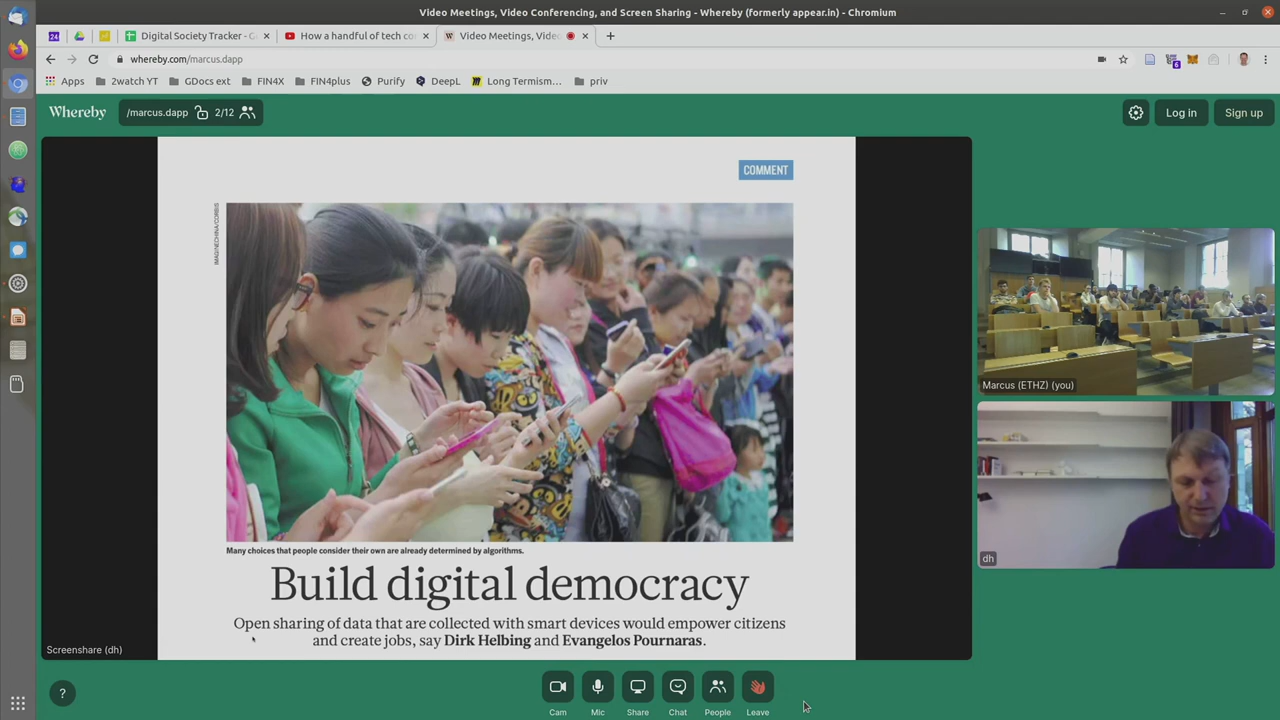 Video Meetings, Video Conferencing, and Screen Sharing - Whereby (formerly appear.in) - Chromium
24
Digital Society Tracker - G
How a handful of tech co
Video Meetings, Vide
whereby.com/marcus.dapp
6
Apps
2watch YT
GDocs ext
FIN4X
FIN4plus
Purify
DeepL
Long Termism…
priv
Whereby
/marcus.dapp
2/12
Log in
Sign up
COMMENT
IMAGINECHINA/CORBIS
Many choices that people consider their own are already determined by algorithms.
Build digital democracy
Open sharing of data that are collected with smart devices would empower citizens
and create jobs, say Dirk Helbing and Evangelos Pournaras.
Screenshare (dh)
Marcus (ETHZ) (you)
dh
?
Cam
Mic
Share
Chat
People
Leave